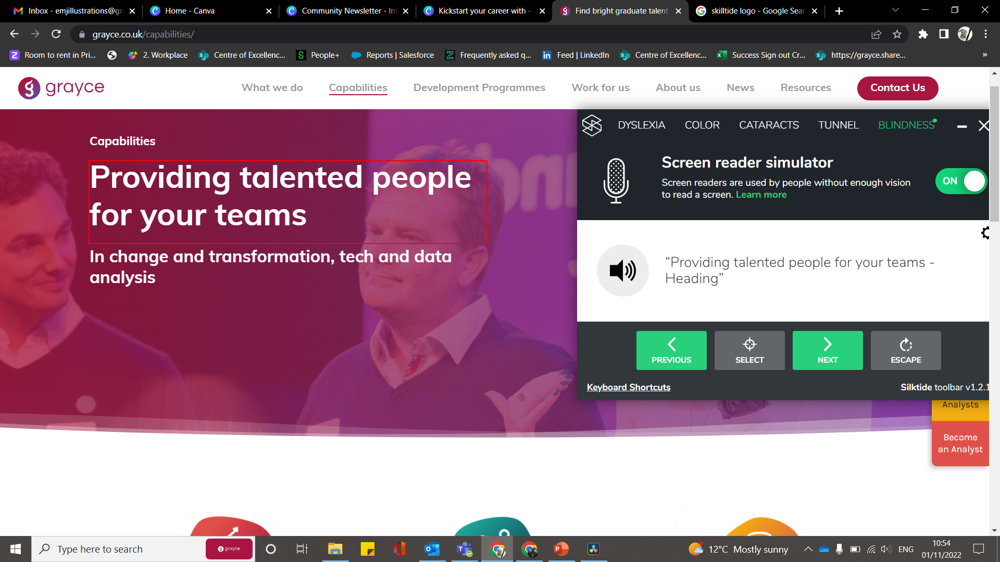 Inbox - emjillustrations@gm
Home - Canva
Community Newsletter - In
Kickstart your career with -
Find bright graduate talent
skilltide logo - Google Sear
grayce.co.uk/capabilities/
Room to rent in Pri...
2. Workplace
Centre of Excellenc...
People+
Reports | Salesforce
Frequently asked q...
Feed | LinkedIn
Centre of Excellenc...
Success Sign out Cr...
https://grayce.share...
»
grayce
What we do
Capabilities
Development Programmes
Work for us
About us
News
Resources
Contact Us
Capabilities
Providing talented people
for your teams
In change and transformation, tech and data
analysis
DYSLEXIA
COLOR
CATARACTS
TUNNEL
BLINDNESS
Screen reader simulator
Screen readers are used by people without enough vision
to read a screen. Learn more
ON
“Providing talented people for your teams -
Heading”
PREVIOUS
SELECT
NEXT
ESCAPE
Keyboard Shortcuts
Silktide toolbar v1.2.1
Analysts
Become
an Analyst
Type here to search
grayce
12°C Mostly sunny
ENG
10:54
01/11/2022